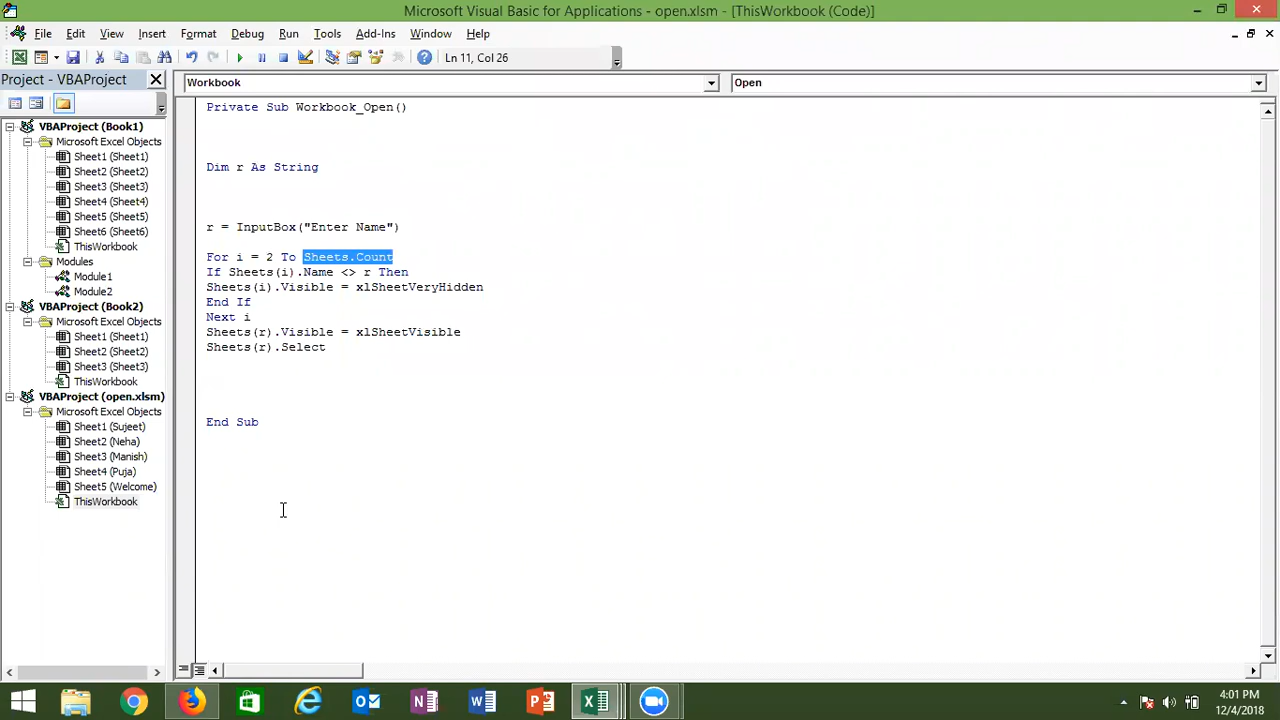 Microsoft Visual Basic for Applications - open.xlsm - [ThisWorkbook (Code)]
File Edit View Insert Format Debug Run Tools Add-Ins Window Help
Ln 11, Col 26
Project - VBAProject
Workbook
Open
VBAProject (Book1)
Microsoft Excel Objects
Sheet1 (Sheet1)
Sheet2 (Sheet2)
Sheet3 (Sheet3)
Sheet4 (Sheet4)
Sheet5 (Sheet5)
Sheet6 (Sheet6)
ThisWorkbook
Modules
Module1
Module2
VBAProject (Book2)
Microsoft Excel Objects
Sheet1 (Sheet1)
Sheet2 (Sheet2)
Sheet3 (Sheet3)
ThisWorkbook
VBAProject (open.xlsm)
Microsoft Excel Objects
Sheet1 (Sujeet)
Sheet2 (Neha)
Sheet3 (Manish)
Sheet4 (Puja)
Sheet5 (Welcome)
ThisWorkbook
Private Sub Workbook_Open()
Dim r As String
r = InputBox("Enter Name")
For i = 2 To Sheets.Count
If Sheets(i).Name <> r Then
Sheets(i).Visible = xlSheetVeryHidden
End If
Next i
Sheets(r).Visible = xlSheetVisible
Sheets(r).Select
End Sub
4:01 PM
12/4/2018